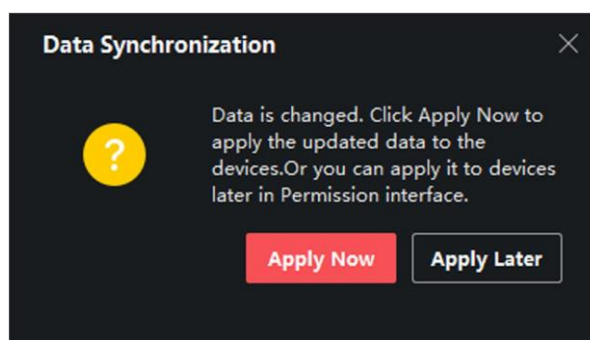 Data Synchronization
?
Data is changed. Click Apply Now to
apply the updated data to the
devices.Or you can apply it to devices
later in Permission interface.
Apply Now
Apply Later